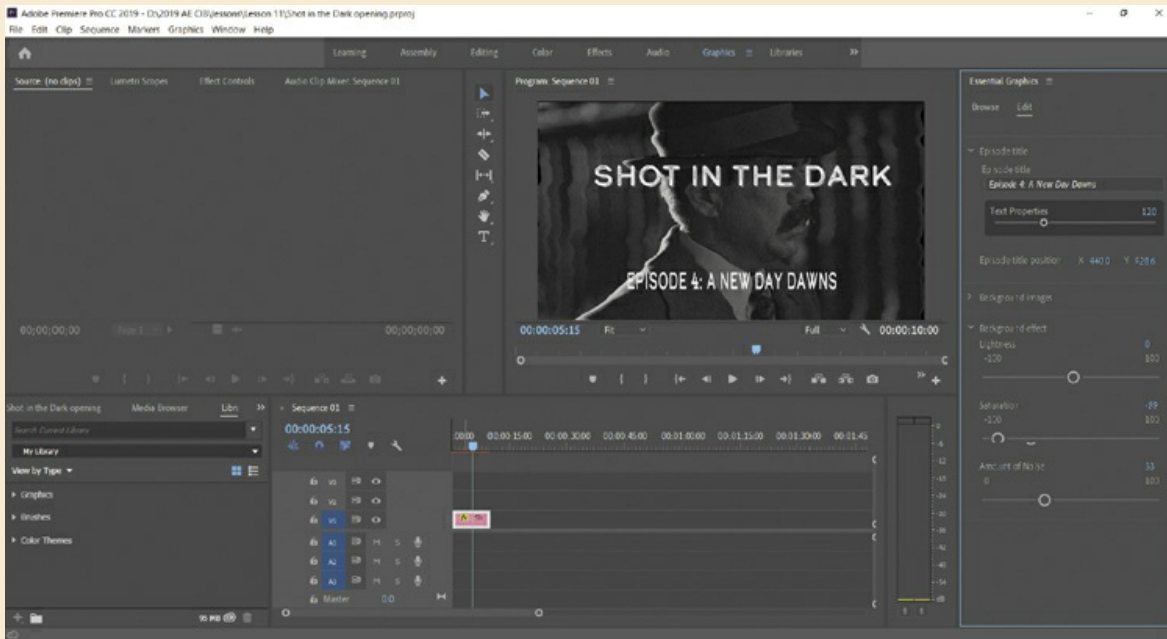 Adobe Premiere Pro CC 2019 - D:\2019 AE CIB\lessons\Lesson 11\Shot in the Dark opening.prproj
File Edit Clip Sequence Markers Graphics Window Help
Learning Assembly Editing Color Effects Audio Graphics Libraries
Source: (no clips) Lumetri Scopes Effect Controls Audio Clip Mixer: Sequence 01
Program: Sequence 01
SHOT IN THE DARK
EPISODE 4: A NEW DAY DAWNS
00;00;00;00 Page 1 00;00;00;00
00:00:05:15 Fit Full 00:00:10:00
Essential Graphics
Browse Edit
Episode title
Episode title
Episode 4: A New Day Dawns
Text Properties 120
Episode title position X Y
Background images
Background effect
Lightness 0
-100 100
Saturation -89
-100 100
Amount of Noise 33
0 100
Shot in the Dark opening Media Browser Libr
Search Current Library
My Library
View by Type
Graphics
Brushes
Color Themes
Sequence 01
00:00:05:15
:00:00 00:00:15:00 00:00:30:00 00:00:45:00 00:01:00:00 00:01:15:00 00:01:30:00 00:01:45
V3
V2
V1
A1 M S
A2 M S
A3 M S
Master 0.0